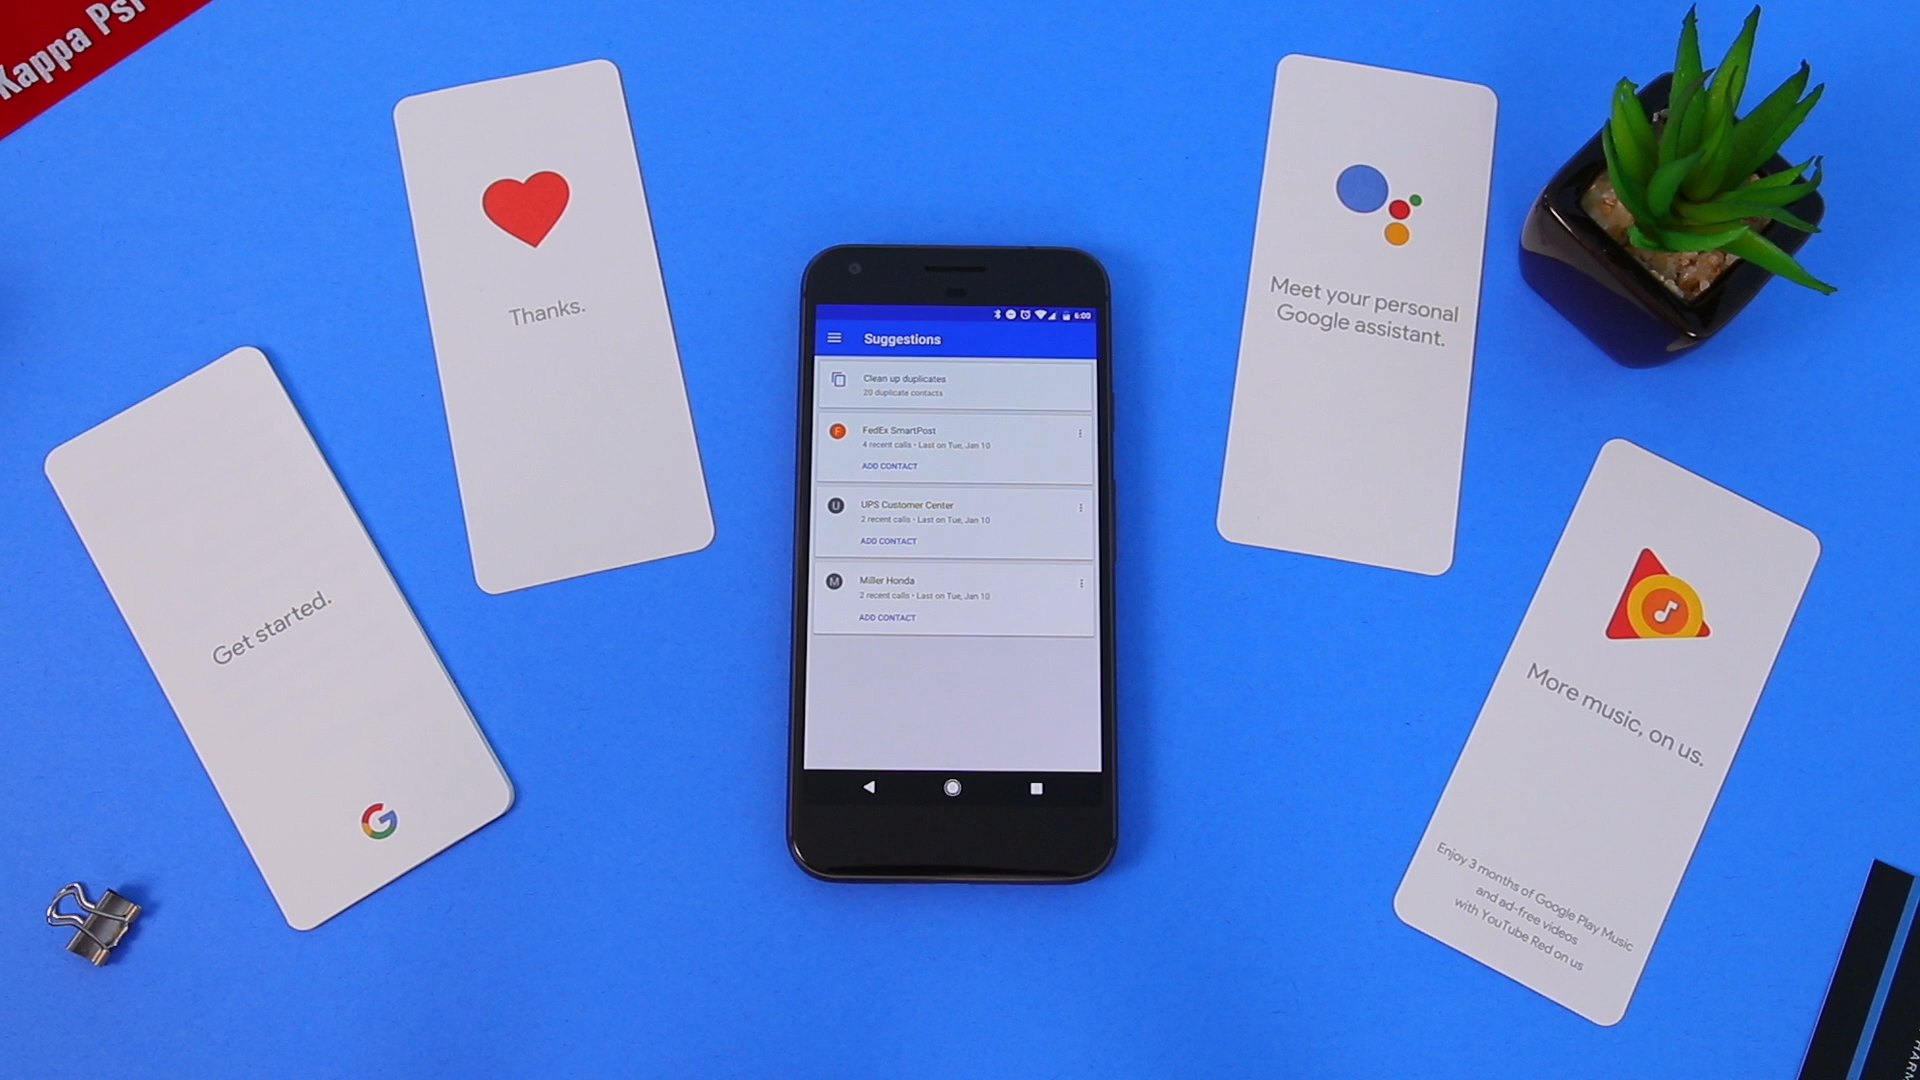 Kappa Psi
Thanks.
Get started.
G
6:00
Suggestions
Clean up duplicates
20 duplicate contacts
F
FedEx SmartPost
4 recent calls • Last on Tue, Jan 10
ADD CONTACT
U
UPS Customer Center
2 recent calls • Last on Tue, Jan 10
ADD CONTACT
M
Miller Honda
2 recent calls • Last on Tue, Jan 10
ADD CONTACT
Meet your personal
Google assistant.
More music, on us.
Enjoy 3 months of Google Play Music
and ad-free videos
with YouTube Red on us
HARM